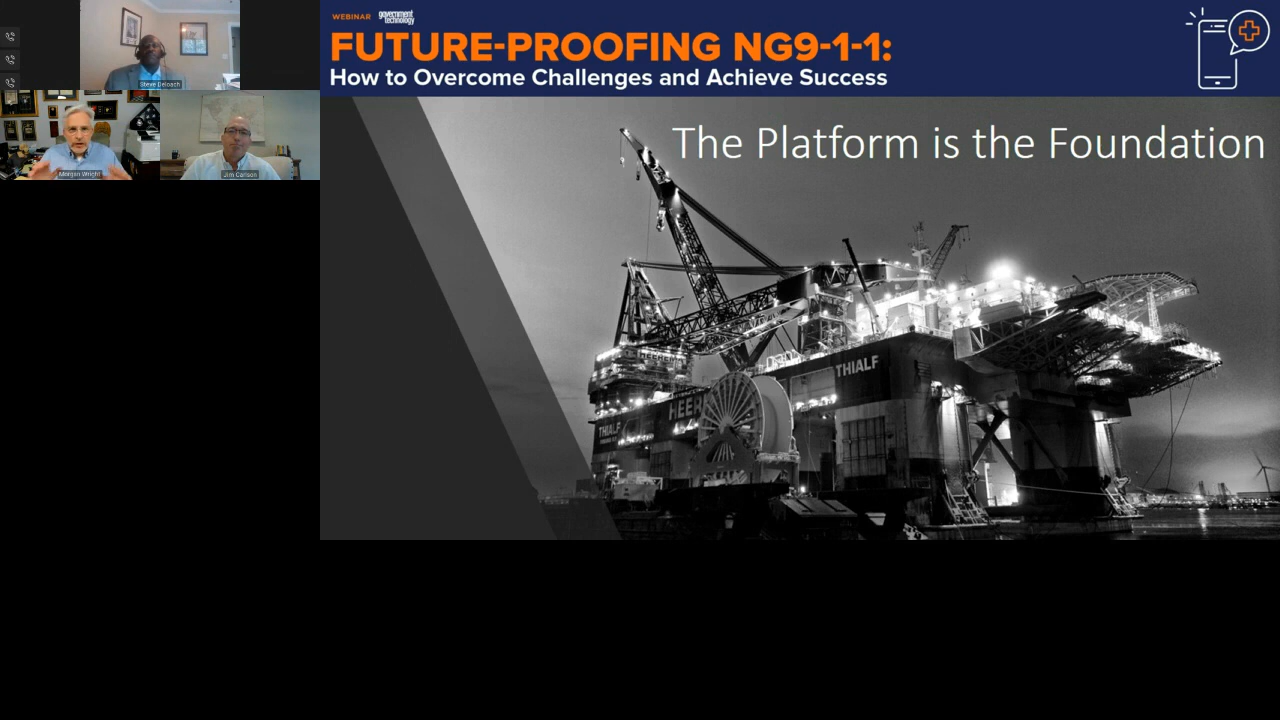 WEBINAR
government
technology
FUTURE-PROOFING NG9-1-1:
How to Overcome Challenges and Achieve Success
Steve Deloach
Morgan Wright
Jim Carlson
The Platform is the Foundation
THIALF
HEEREMA
HEER
THIALF